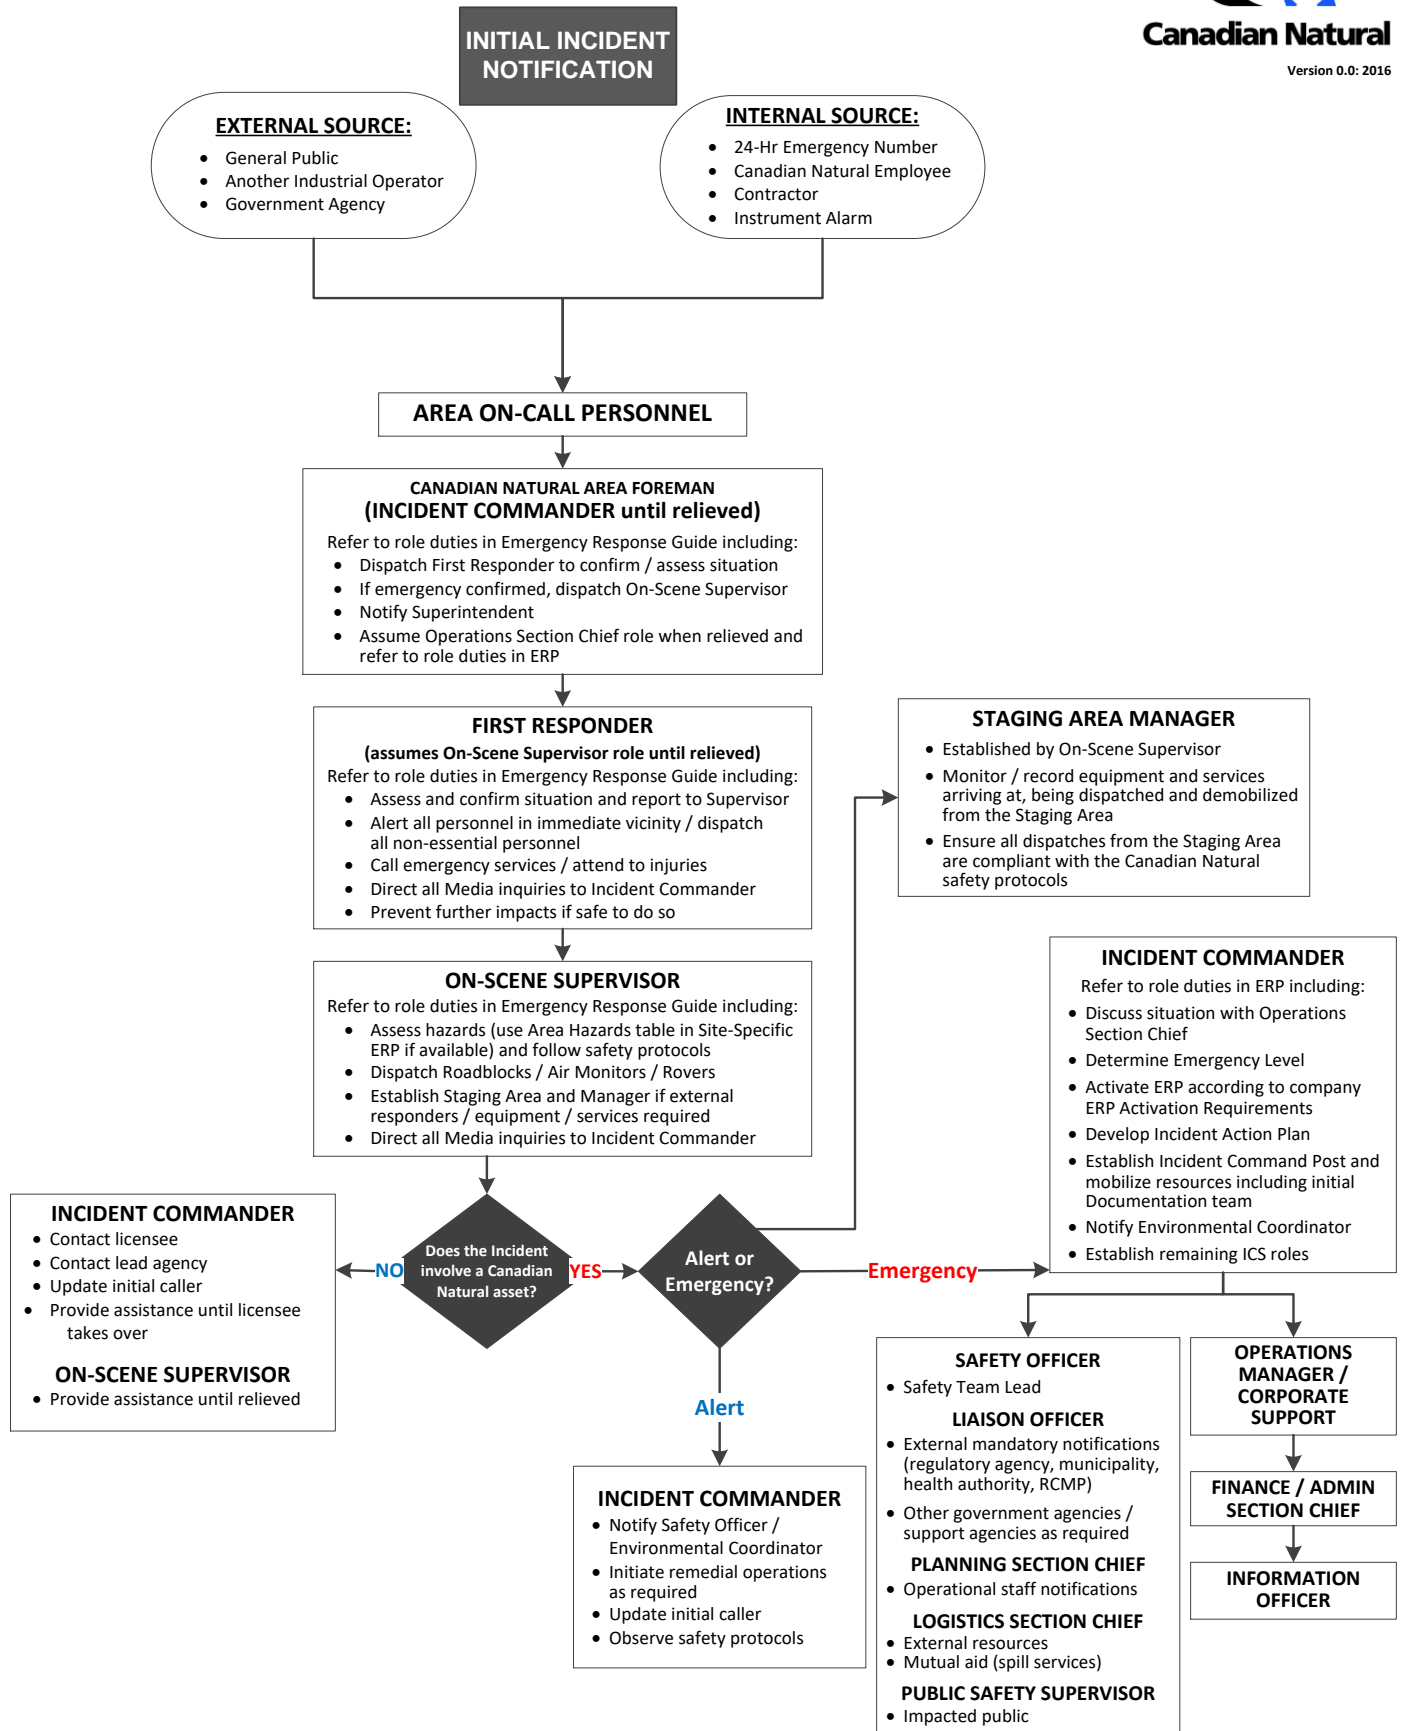 Canadian Natural
Version 0.0: 2016
INITIAL INCIDENT
NOTIFICATION
EXTERNAL SOURCE:
• General Public
• Another Industrial Operator
• Government Agency
INTERNAL SOURCE:
• 24-Hr Emergency Number
• Canadian Natural Employee
• Contractor
• Instrument Alarm
AREA ON-CALL PERSONNEL
CANADIAN NATURAL AREA FOREMAN
(INCIDENT COMMANDER until relieved)
Refer to role duties in Emergency Response Guide including:
• Dispatch First Responder to confirm / assess situation
• If emergency confirmed, dispatch On-Scene Supervisor
• Notify Superintendent
• Assume Operations Section Chief role when relieved and
refer to role duties in ERP
FIRST RESPONDER
(assumes On-Scene Supervisor role until relieved)
Refer to role duties in Emergency Response Guide including:
• Assess and confirm situation and report to Supervisor
• Alert all personnel in immediate vicinity / dispatch
all non-essential personnel
• Call emergency services / attend to injuries
• Direct all Media inquiries to Incident Commander
• Prevent further impacts if safe to do so
STAGING AREA MANAGER
• Established by On-Scene Supervisor
• Monitor / record equipment and services
arriving at, being dispatched and demobilized
from the Staging Area
• Ensure all dispatches from the Staging Area
are compliant with the Canadian Natural
safety protocols
ON-SCENE SUPERVISOR
Refer to role duties in Emergency Response Guide including:
• Assess hazards (use Area Hazards table in Site-Specific
ERP if available) and follow safety protocols
• Dispatch Roadblocks / Air Monitors / Rovers
• Establish Staging Area and Manager if external
responders / equipment / services required
• Direct all Media inquiries to Incident Commander
INCIDENT COMMANDER
Refer to role duties in ERP including:
• Discuss situation with Operations
Section Chief
• Determine Emergency Level
• Activate ERP according to company
ERP Activation Requirements
• Develop Incident Action Plan
• Establish Incident Command Post and
mobilize resources including initial
Documentation team
• Notify Environmental Coordinator
• Establish remaining ICS roles
INCIDENT COMMANDER
• Contact licensee
• Contact lead agency
• Update initial caller
• Provide assistance until licensee
takes over
ON-SCENE SUPERVISOR
• Provide assistance until relieved
NO
Does the Incident
involve a Canadian
Natural asset?
YES
Alert or
Emergency?
Emergency
Alert
INCIDENT COMMANDER
• Notify Safety Officer /
Environmental Coordinator
• Initiate remedial operations
as required
• Update initial caller
• Observe safety protocols
SAFETY OFFICER
• Safety Team Lead
LIAISON OFFICER
• External mandatory notifications
(regulatory agency, municipality,
health authority, RCMP)
• Other government agencies /
support agencies as required
PLANNING SECTION CHIEF
• Operational staff notifications
LOGISTICS SECTION CHIEF
• External resources
• Mutual aid (spill services)
PUBLIC SAFETY SUPERVISOR
• Impacted public
OPERATIONS
MANAGER /
CORPORATE
SUPPORT
FINANCE / ADMIN
SECTION CHIEF
INFORMATION
OFFICER